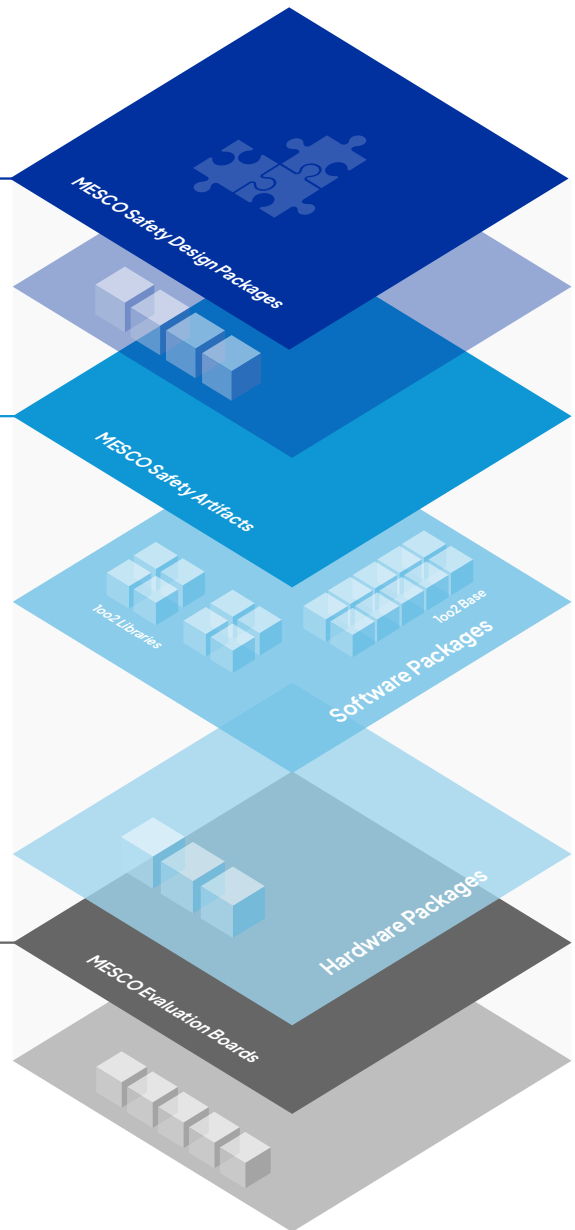 MESCO Safety Design Packages
MESCO Safety Artifacts
1oo2 Libraries
1oo2 Base
Software Packages
Hardware Packages
MESCO Evaluation Boards